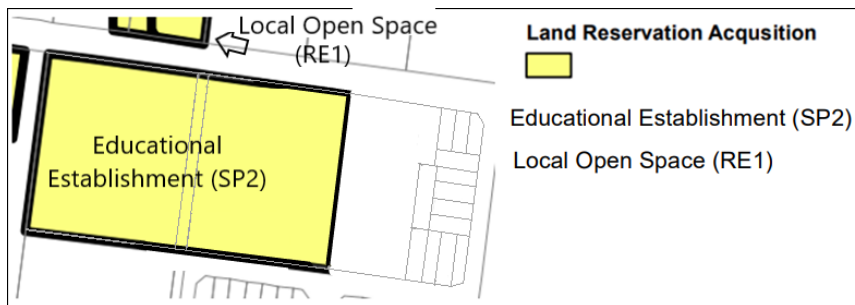 Local Open Space
(RE1)
Educational
Establishment (SP2)
Land Reservation Acqusition
Educational Establishment (SP2)
Local Open Space (RE1)